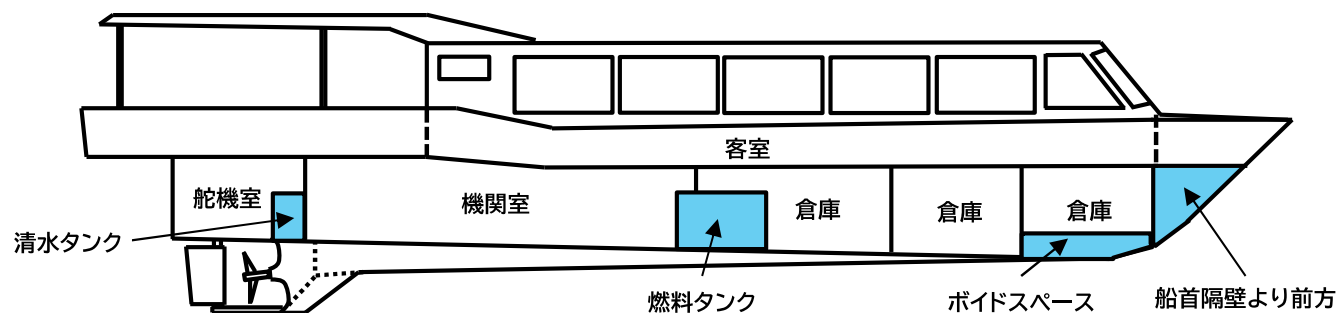 客室
舵機室
機関室
倉庫
倉庫
倉庫
清水タンク
燃料タンク
ボイドスペース
船首隔壁より前方